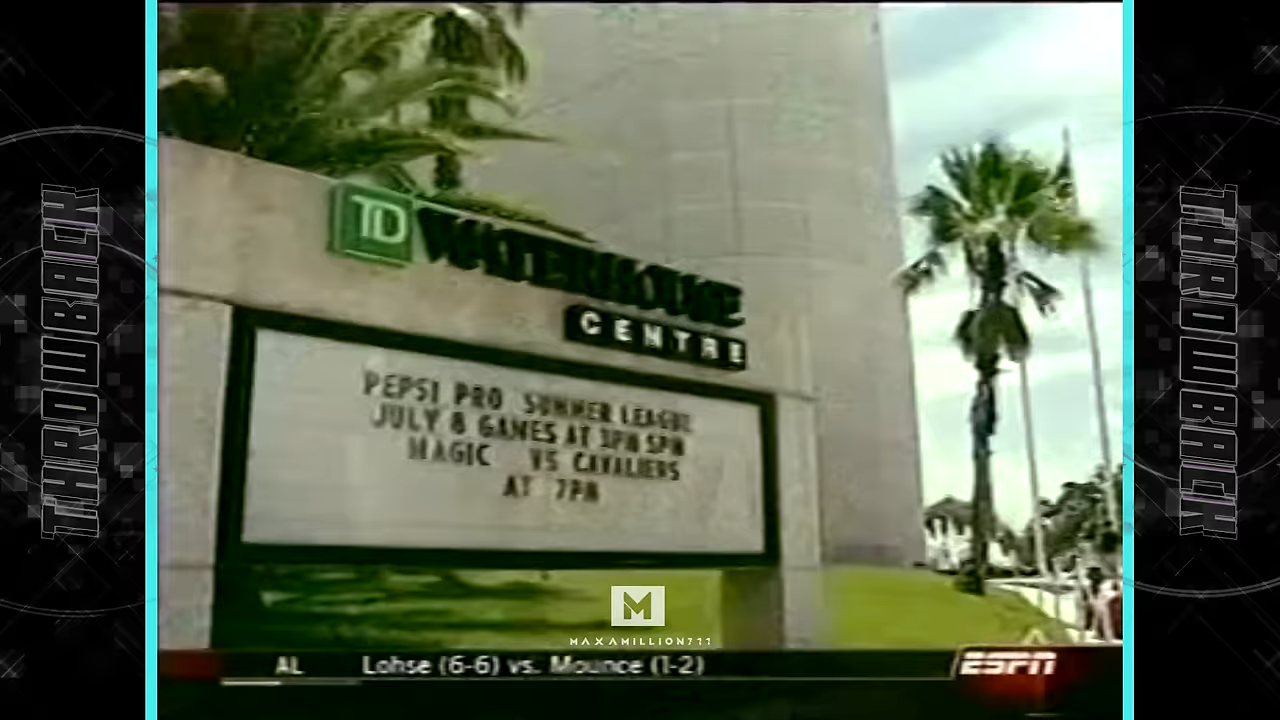 THROWBACK
TD WATERHOUSE
CENTRE
PEPSI PRO SUMMER LEAGUE
JULY 8 GAMES AT 3PM 5PM
MAGIC VS CAVALIERS
AT 7PM
M
MAXAMILLION711
AL Lohse (6-6) vs. Mounce (1-2)
ESPN
THROWBACK